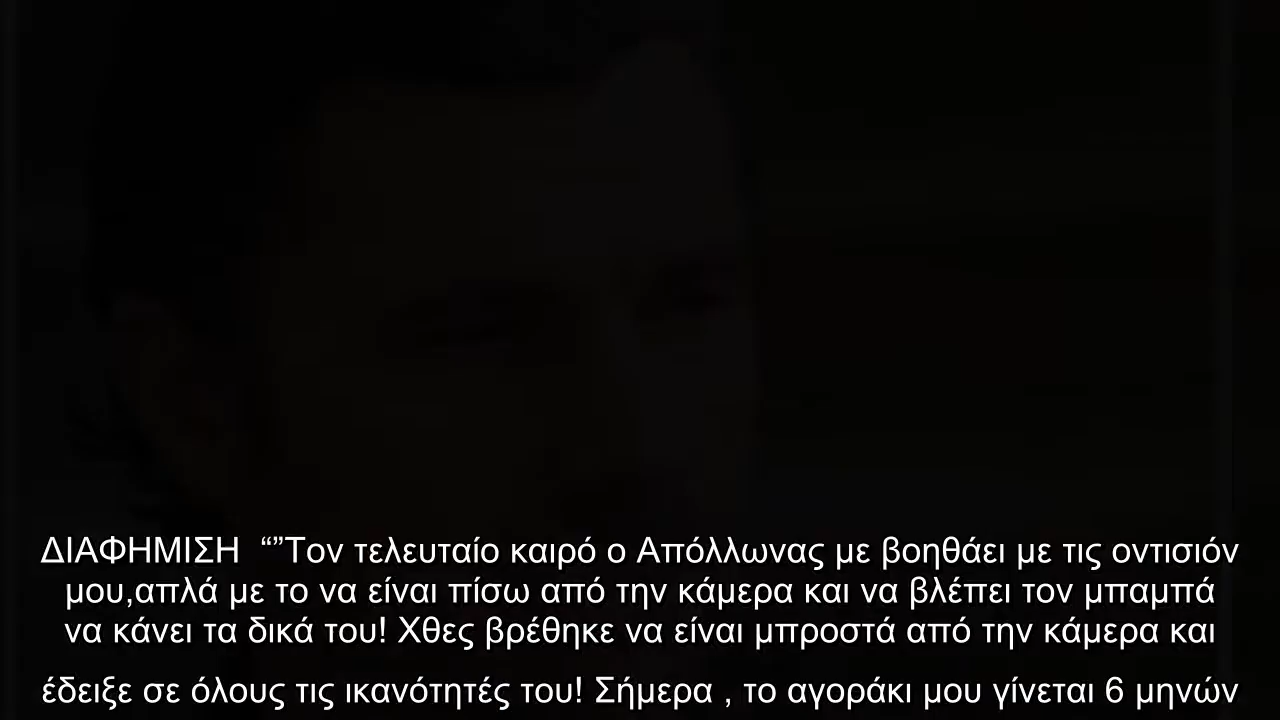 ΔΙΑΦΗΜΙΣΗ  “”Τον τελευταίο καιρό ο Απόλλωνας με βοηθάει με τις οντισιόν
μου,απλά με το να είναι πίσω από την κάμερα και να βλέπει τον μπαμπά
να κάνει τα δικά του! Χθες βρέθηκε να είναι μπροστά από την κάμερα και
έδειξε σε όλους τις ικανότητές του! Σήμερα , το αγοράκι μου γίνεται 6 μηνών